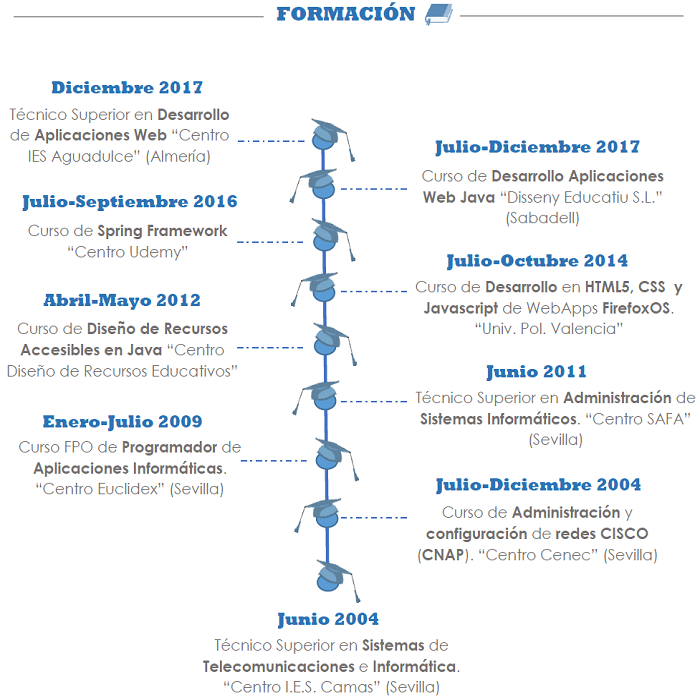 FORMACIÓN
Diciembre 2017
Técnico Superior en Desarrollo
de Aplicaciones Web “Centro
IES Aguadulce” (Almería)
Julio-Diciembre 2017
Curso de Desarrollo Aplicaciones
Web Java “Disseny Educatiu S.L.”
(Sabadell)
Julio-Septiembre 2016
Curso de Spring Framework
“Centro Udemy”
Julio-Octubre 2014
Curso de Desarrollo en HTML5, CSS y
Javascript de WebApps FirefoxOS.
“Univ. Pol. Valencia”
Abril-Mayo 2012
Curso de Diseño de Recursos
Accesibles en Java “Centro
Diseño de Recursos Educativos”
Junio 2011
Técnico Superior en Administración de
Sistemas Informáticos. “Centro SAFA”
(Sevilla)
Enero-Julio 2009
Curso FPO de Programador de
Aplicaciones Informáticas.
“Centro Euclidex” (Sevilla)
Julio-Diciembre 2004
Curso de Administración y
configuración de redes CISCO
(CNAP). “Centro Cenec” (Sevilla)
Junio 2004
Técnico Superior en Sistemas de
Telecomunicaciones e Informática.
“Centro I.E.S. Camas” (Sevilla)